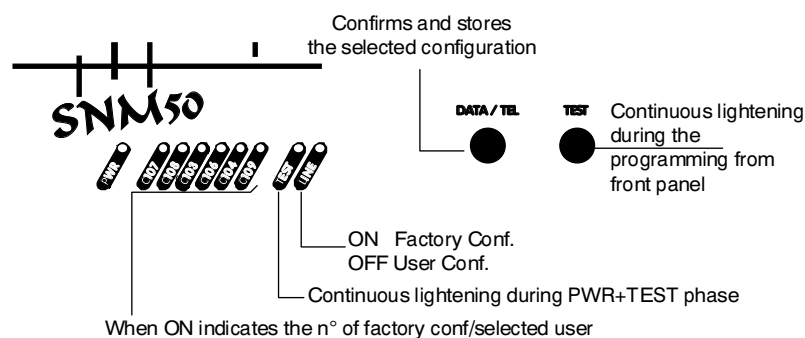 Confirms and stores
the selected configuration
SNM50
DATA / TEL
TEST
Continuous lightening
during the
programming from
front panel
PWR
C107
C108
C103
C106
C104
C109
TEST
LINE
ON Factory Conf.
OFF User Conf.
Continuous lightening during PWR+TEST phase
When ON indicates the n° of factory conf/selected user